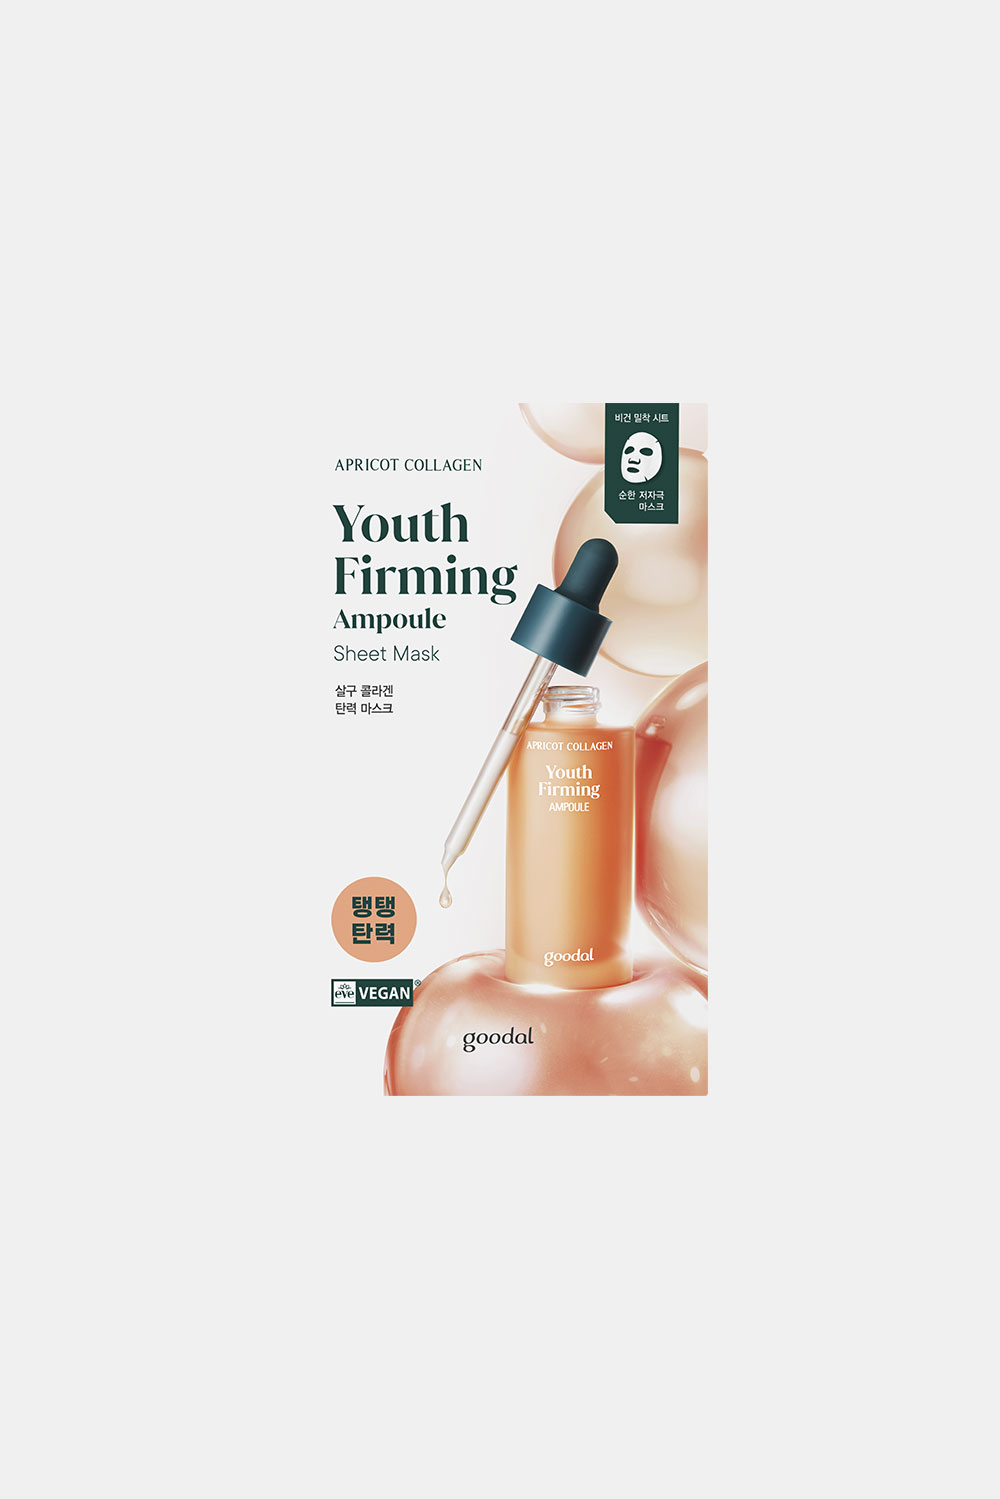 비건 밀착 시트
순한 저자극
마스크
APRICOT COLLAGEN
Youth
Firming
Ampoule
Sheet Mask
살구 콜라겐
탄력 마스크
APRICOT COLLAGEN
Youth
Firming
AMPOULE
goodal
탱탱
탄력
eve VEGAN®
goodal